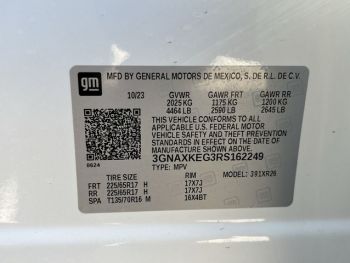 gm
MFD BY GENERAL MOTORS DE MEXICO, S. DE R.L. DE C.V.
10/23 GVWR GAWR FRT GAWR RR
2025 KG 1175 KG 1200 KG
4464 LB 2590 LB 2645 LB
THIS VEHICLE CONFORMS TO ALL
APPLICABLE U.S. FEDERAL MOTOR
VEHICLE SAFETY AND THEFT PREVENTION
STANDARDS IN EFFECT ON THE DATE OF
MANUFACTURE SHOWN ABOVE.
3GNAXKEG3RS162249
8624 TYPE: MPV MODEL: 391XR26
TIRE SIZE RIM
FRT 225/65R17 H 17X7J
RR 225/65R17 H 17X7J
SPA T135/70R16 M 16X4BT